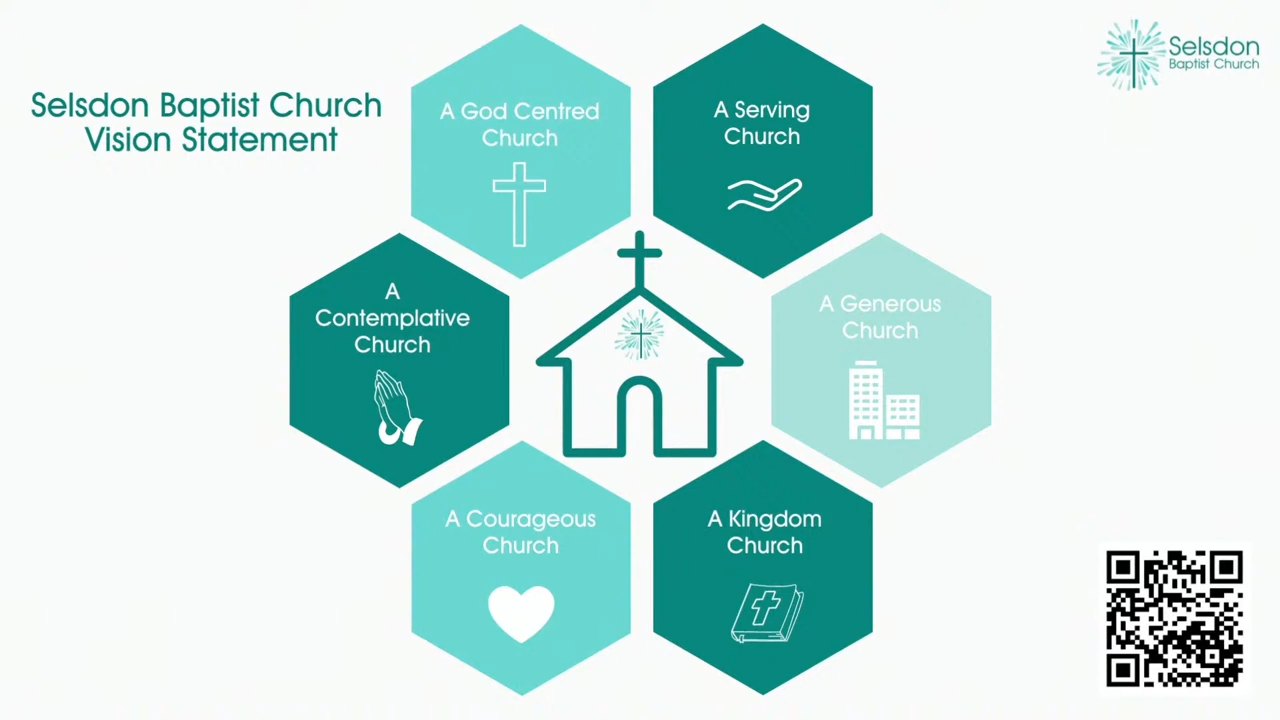 Selsdon Baptist Church
Vision Statement
A God Centred
Church
A Serving
Church
Selsdon
Baptist Church
A
Contemplative
Church
A Generous
Church
A Courageous
Church
A Kingdom
Church